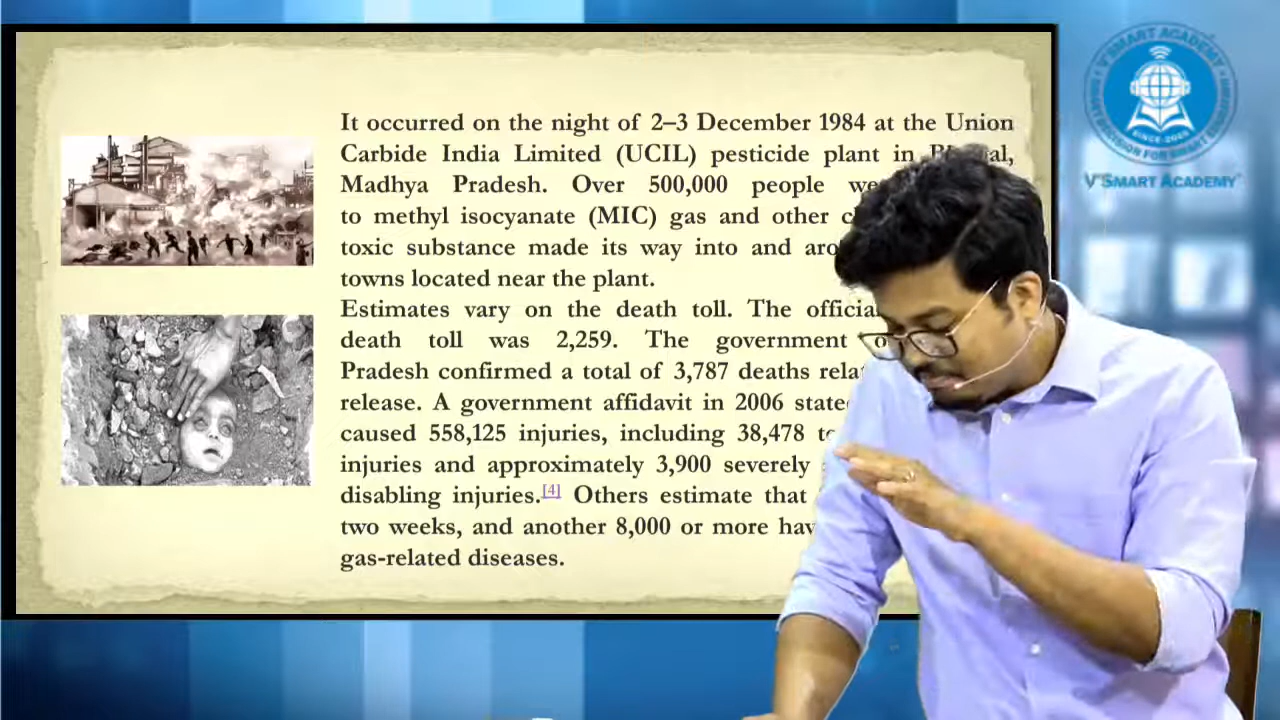 It occurred on the night of 2–3 December 1984 at the Union
Carbide India Limited (UCIL) pesticide plant in
Madhya Pradesh. Over 500,000 people
to methyl isocyanate (MIC) gas and other
toxic substance made its way into and
towns located near the plant.
Estimates vary on the death toll. The
death toll was 2,259. The government
Pradesh confirmed a total of 3,787 deaths
release. A government affidavit in 2006
caused 558,125 injuries, including 38,478
injuries and approximately 3,900 severely
disabling injuries.[4] Others estimate that
two weeks, and another 8,000 or more
gas-related diseases.
V'SMART ACADEMY
SINCE-2020
V'SMART ACADEMY